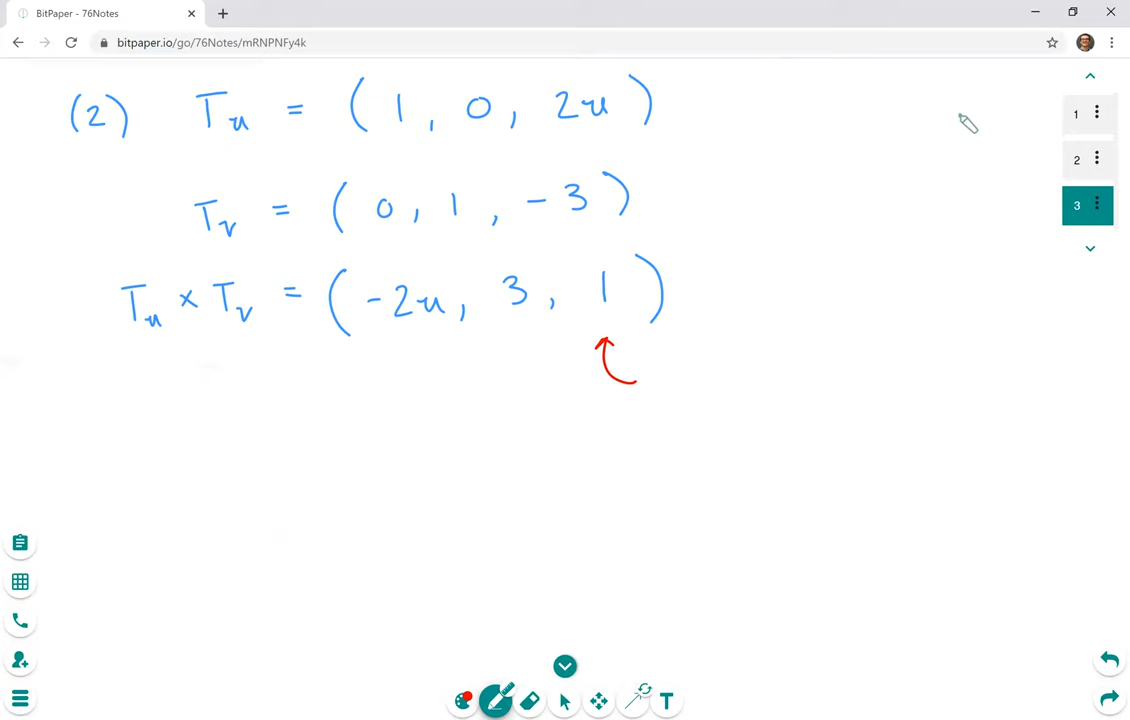 BitPaper - 76Notes
bitpaper.io/go/76Notes/mRNPNFy4k
(2) Tᵤ = (1, 0, 2u)
Tᵥ = (0, 1, -3)
Tᵤ × Tᵥ = (-2u, 3, 1)
1
2
3
T